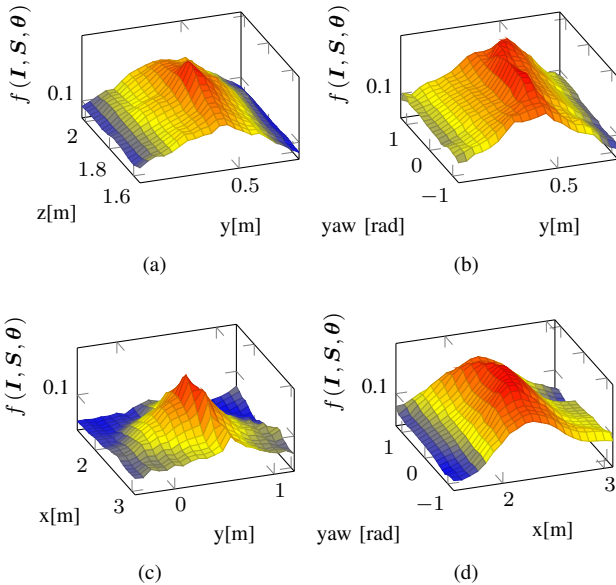 f (I, S, θ)
0.1
2
1.8
1.6
z[m]
0.5
y[m]
(a)
f (I, S, θ)
0.1
1
0
−1
yaw [rad]
0.5
y[m]
(b)
f (I, S, θ)
0.1
2
3
x[m]
0
1
y[m]
(c)
f (I, S, θ)
0.1
1
0
−1
yaw [rad]
2
3
x[m]
(d)